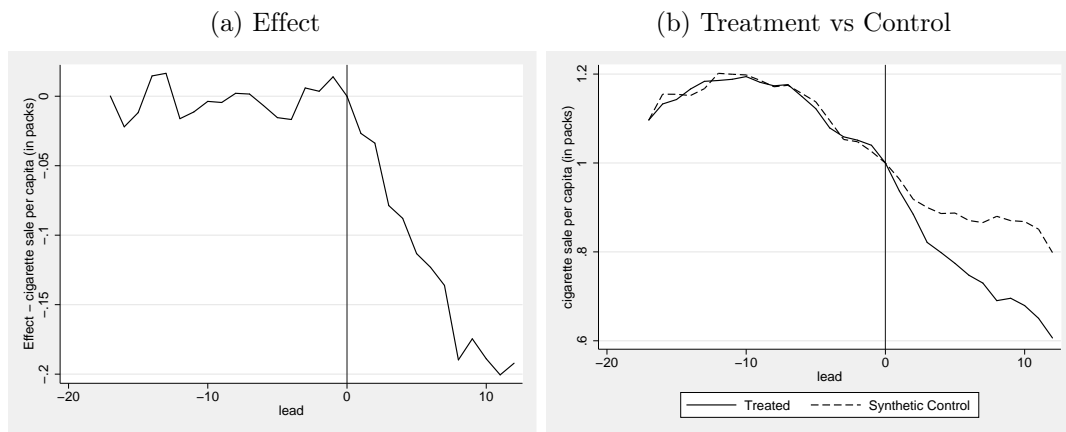 (a) Effect
Effect – cigarette sale per capita (in packs)
0
-.05
-.1
-.15
-.2
-20
-10
0
10
lead
(b) Treatment vs Control
cigarette sale per capita (in packs)
1.2
1
.8
.6
-20
-10
0
10
lead
Treated
Synthetic Control